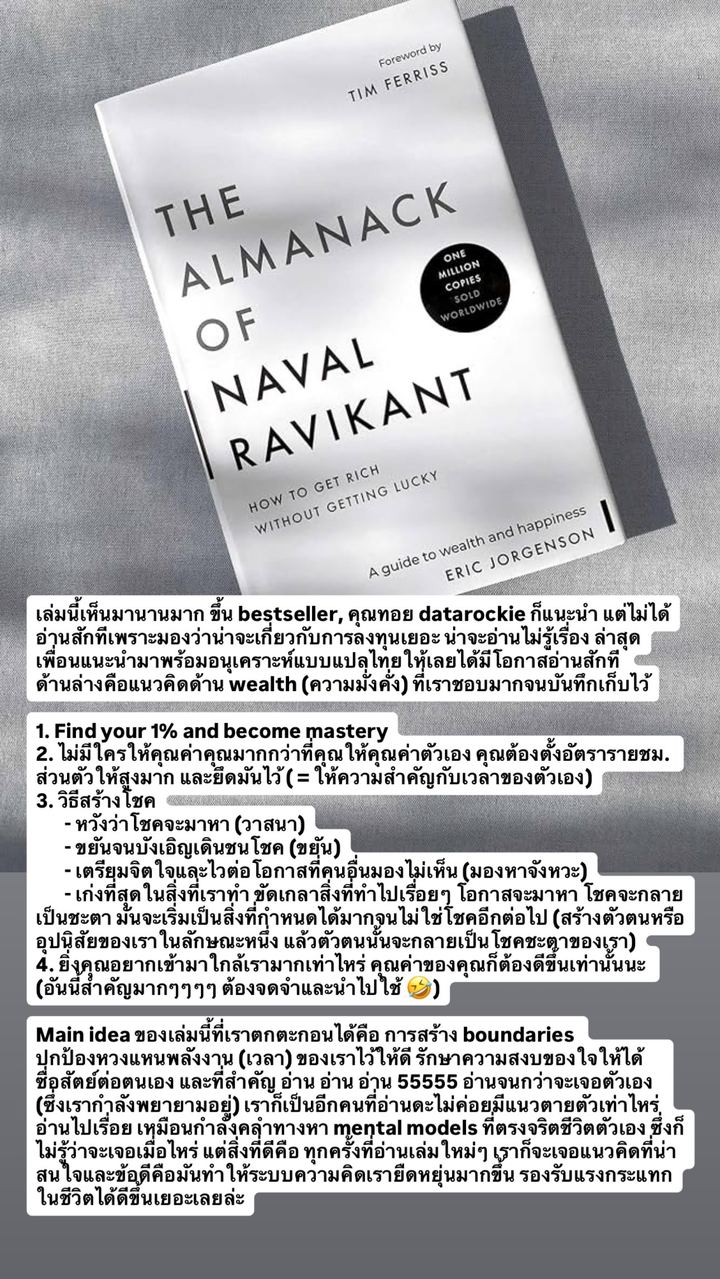 Foreword by
TIM FERRISS
THE
ALMANACK
OF
NAVAL
RAVIKANT
ONE
MILLION
COPIES
SOLD
WORLDWIDE
HOW TO GET RICH
WITHOUT GETTING LUCKY
A guide to wealth and happiness
ERIC JORGENSON
เล่มนี้เห็นมานานมาก ขึ้น bestseller, คุณทอย datarockie ก็แนะนำ แต่ไม่ได้
อ่านสักทีเพราะมองว่าน่าจะเกี่ยวกับการลงทุนเยอะ น่าจะอ่านไม่รู้เรื่อง ล่าสุด
เพื่อนแนะนำมาพร้อมอนุเคราะห์แบบแปลไทย ให้เลยได้มีโอกาสอ่านสักที
ด้านล่างคือแนวคิดด้าน wealth (ความมั่งคั่ง) ที่เราชอบมากจนบันทึกเก็บไว้
1. Find your 1% and become mastery
2. ไม่มีใครให้คุณค่าคุณมากกว่าที่คุณให้คุณค่าตัวเอง คุณต้องตั้งอัตรารายชม.
ส่วนตัวให้สูงมาก และยึดมันไว้ ( = ให้ความสำคัญกับเวลาของตัวเอง)
3. วิธีสร้างโชค
- หวังว่าโชคจะมาหา (วาสนา)
- ขยันจนบังเอิญเดินชนโชค (ขยัน)
- เตรียมจิตใจและไวต่อโอกาสที่คนอื่นมองไม่เห็น (มองหาจังหวะ)
- เก่งที่สุดในสิ่งที่เราทำ ขัดเกลาสิ่งที่ทำไปเรื่อยๆ โอกาสจะมาหา โชคจะกลาย
เป็นชะตา มันจะเริ่มเป็นสิ่งที่กำหนดได้มากจนไม่ใช่โชคอีกต่อไป (สร้างตัวตนหรือ
อุปนิสัยของเราในลักษณะหนึ่ง แล้วตัวตนนั้นจะกลายเป็นโชคชะตาของเรา)
4. ยิ่งคุณอยากเข้ามาใกล้เรามากเท่าไหร่ คุณค่าของคุณก็ต้องดีขึ้นเท่านั้นนะ
(อันนี้สำคัญมากๆๆๆๆ ต้องจดจำและนำไปใช้ 🤣)
Main idea ของเล่มนี้ที่เราตกตะกอนได้คือ การสร้าง boundaries
ปกป้องหวงแหนพลังงาน (เวลา) ของเราไว้ให้ดี รักษาความสงบของใจให้ได้
ซื่อสัตย์ต่อตนเอง และที่สำคัญ อ่าน อ่าน อ่าน 55555 อ่านจนกว่าจะเจอตัวเอง
(ซึ่งเรากำลังพยายามอยู่) เราก็เป็นอีกคนที่อ่านดะไม่ค่อยมีแนวตายตัวเท่าไหร่
อ่านไปเรื่อย เหมือนกำลังคลำทางหา mental models ที่ตรงจริตชีวิตตัวเอง ซึ่งก็
ไม่รู้ว่าจะเจอเมื่อไหร่ แต่สิ่งที่ดีคือ ทุกครั้งที่อ่านเล่มใหม่ๆ เราก็จะเจอแนวคิดที่น่า
สนใจและข้อดีคือมันทำให้ระบบความคิดเรายืดหยุ่นมากขึ้น รองรับแรงกระแทก
ในชีวิตได้ดีขึ้นเยอะเลยล่ะ